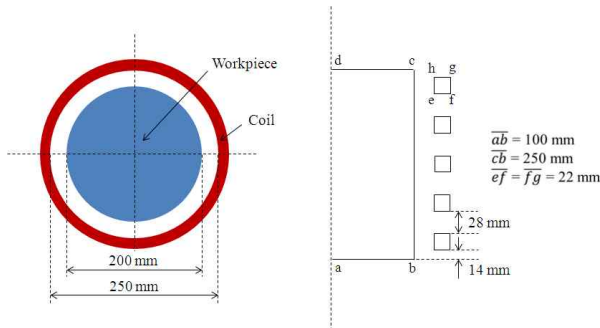 Workpiece
Coil
200 mm
250 mm
d
c
h
g
e
f
ab = 100 mm
cb = 250 mm
ef = fg = 22 mm
28 mm
14 mm
a
b